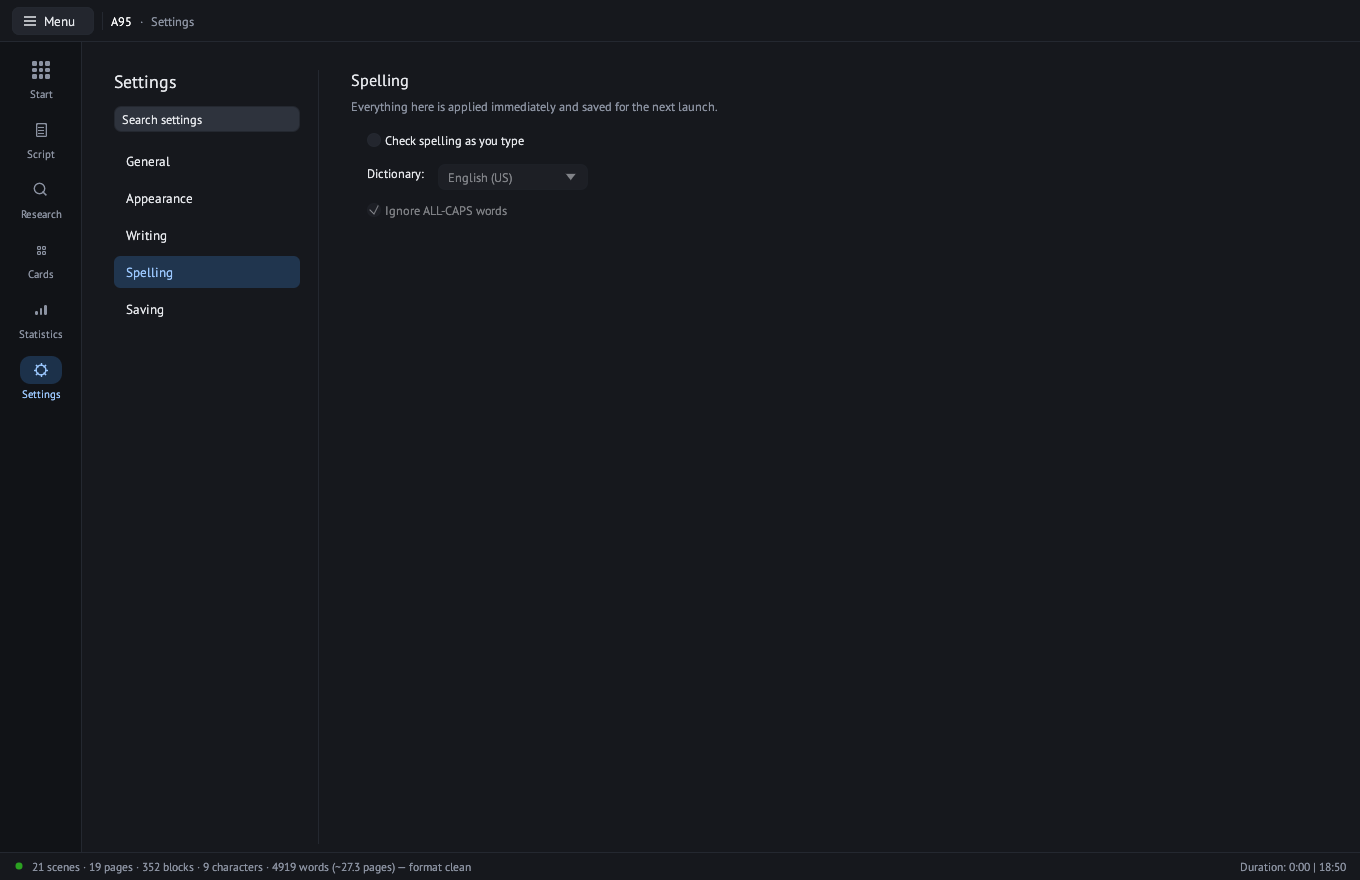 Menu
A95 · Settings
Start
Script
Research
Cards
Statistics
Settings
Settings
Search settings
General
Appearance
Writing
Spelling
Saving
Spelling
Everything here is applied immediately and saved for the next launch.
Check spelling as you type
Dictionary: English (US)
Ignore ALL-CAPS words
21 scenes · 19 pages · 352 blocks · 9 characters · 4919 words (~27.3 pages) — format clean
Duration: 0:00 | 18:50